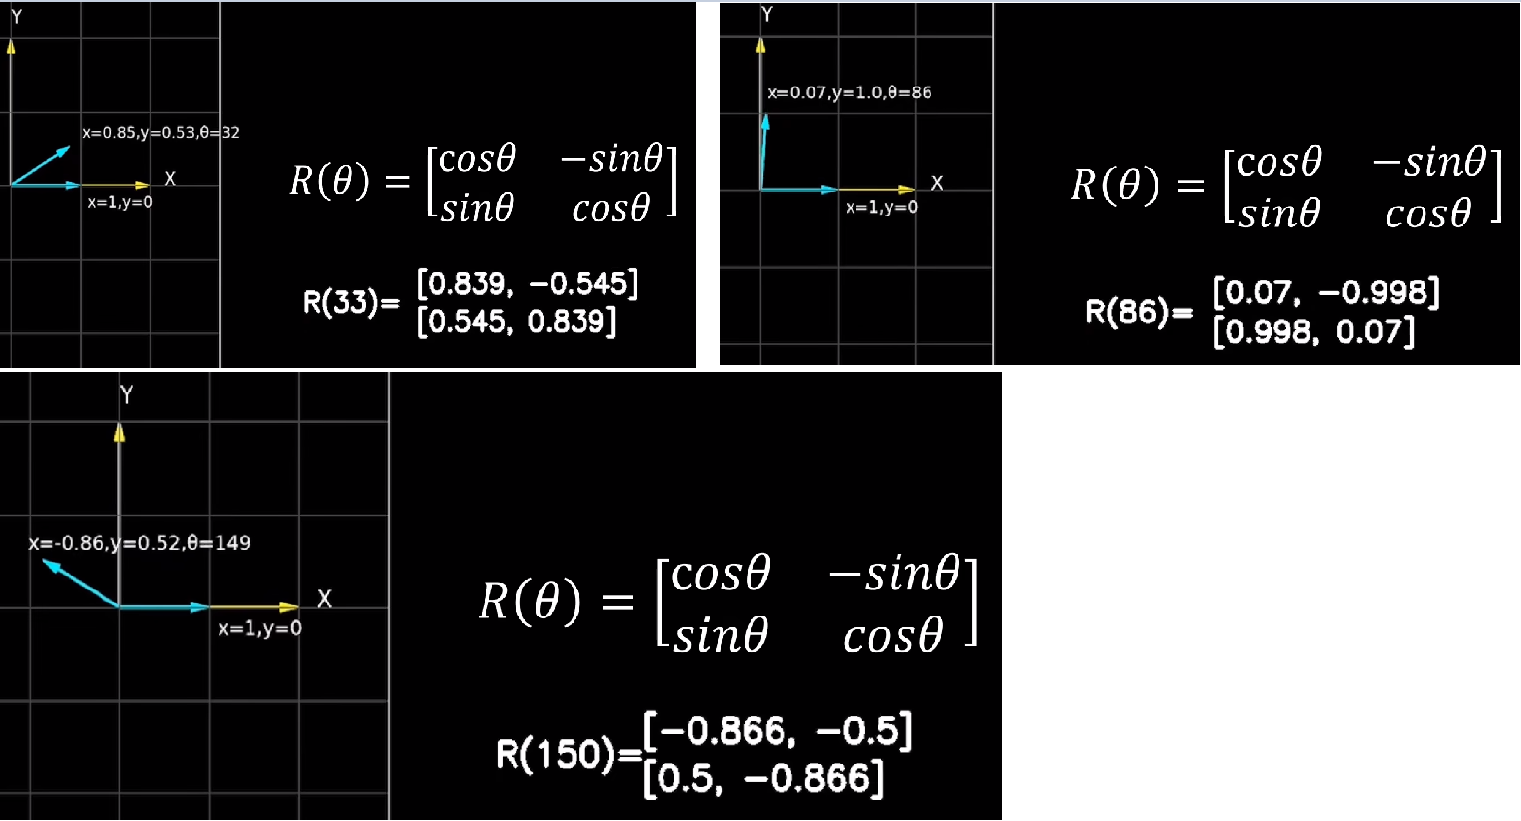 Y
x=0.85,y=0.53,θ=32
X
x=1,y=0
R(θ) = [cosθ −sinθ]
[sinθ cosθ]
R(33)= [0.839, −0.545]
[0.545, 0.839]
Y
x=0.07,y=1.0,θ=86
X
x=1,y=0
R(θ) = [cosθ −sinθ]
[sinθ cosθ]
R(86)= [0.07, −0.998]
[0.998, 0.07]
Y
x=-0.86,y=0.52,θ=149
X
x=1,y=0
R(θ) = [cosθ −sinθ]
[sinθ cosθ]
R(150)= [−0.866, −0.5]
[0.5, −0.866]